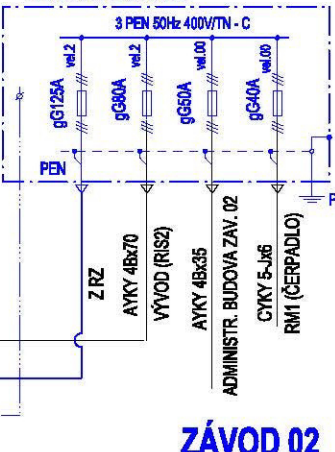 3 PEN 50Hz 400V/TN - C
gG125A
vel.2
gG80A
vel.2
gG50A
vel.00
gG40A
vel.00
PEN
Z RZ
AYKY 4Bx70
VÝVOD (RIS2)
AYKY 4Bx35
ADMINISTR. BUDOVA ZAV. 02
CYKY 5-Jx6
RM1 (ČERPADLO)
ZÁVOD 02